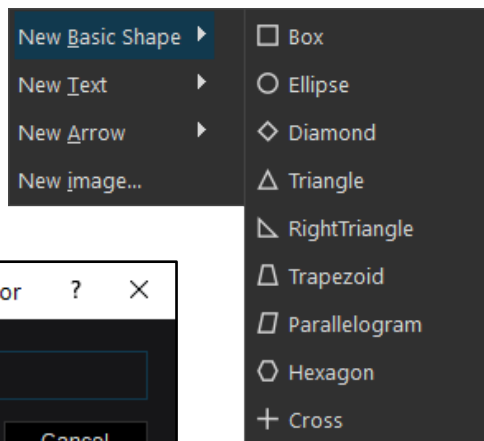 New Basic Shape
New Text
New Arrow
New image...
Box
Ellipse
Diamond
Triangle
RightTriangle
Trapezoid
Parallelogram
Hexagon
Cross
or ?
Cancel